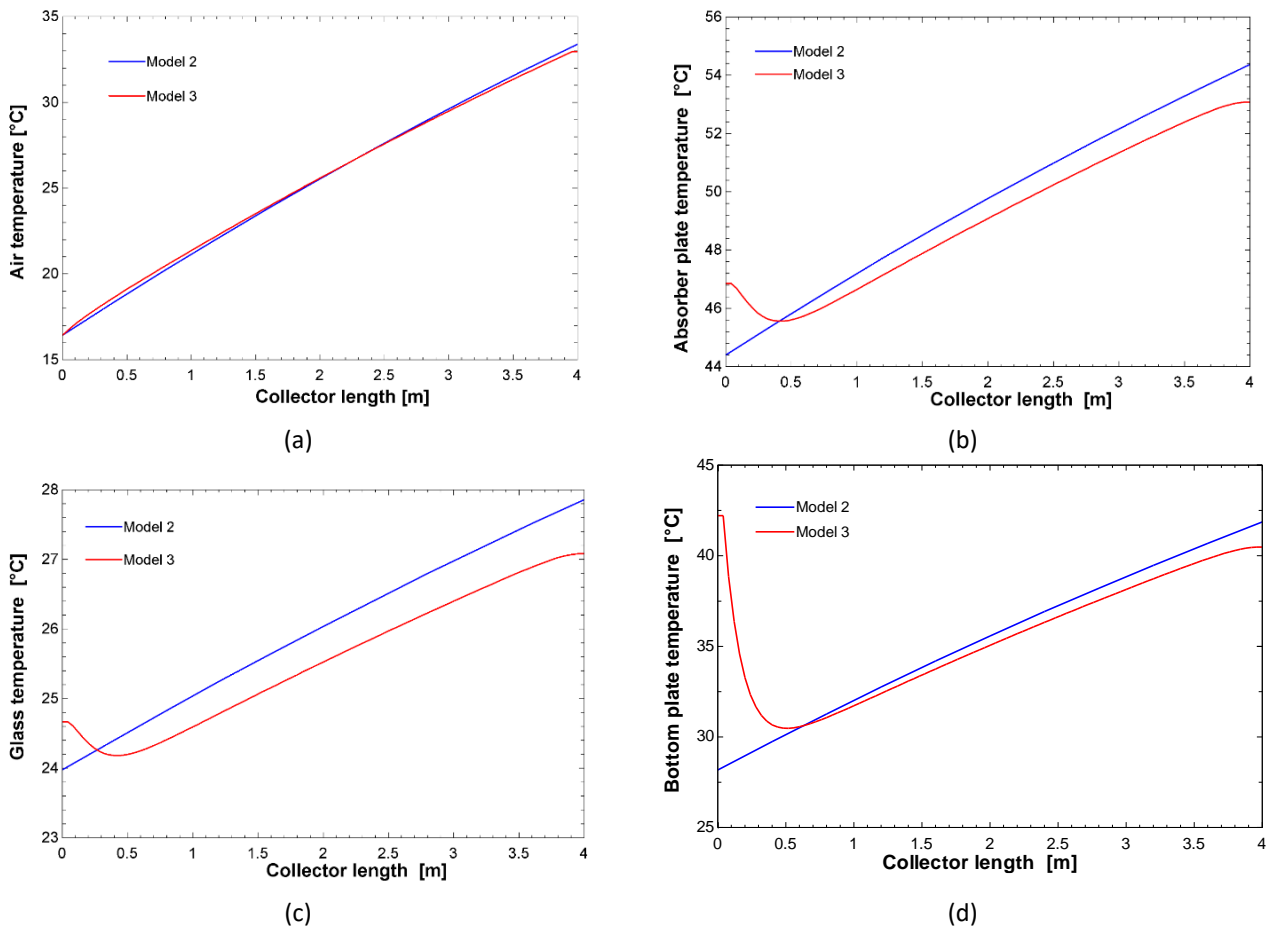 35
30
25
20
15
Air temperature [°C]
Model 2
Model 3
0 0.5 1 1.5 2 2.5 3 3.5 4
Collector length [m]
(a)
56
54
52
50
48
46
44
Absorber plate temperature [°C]
Model 2
Model 3
0 0.5 1 1.5 2 2.5 3 3.5 4
Collector length [m]
(b)
28
27
26
25
24
23
Glass temperature [°C]
Model 2
Model 3
0 0.5 1 1.5 2 2.5 3 3.5 4
Collector length [m]
(c)
45
40
35
30
25
Bottom plate temperature [°C]
Model 2
Model 3
0 0.5 1 1.5 2 2.5 3 3.5 4
Collector length [m]
(d)